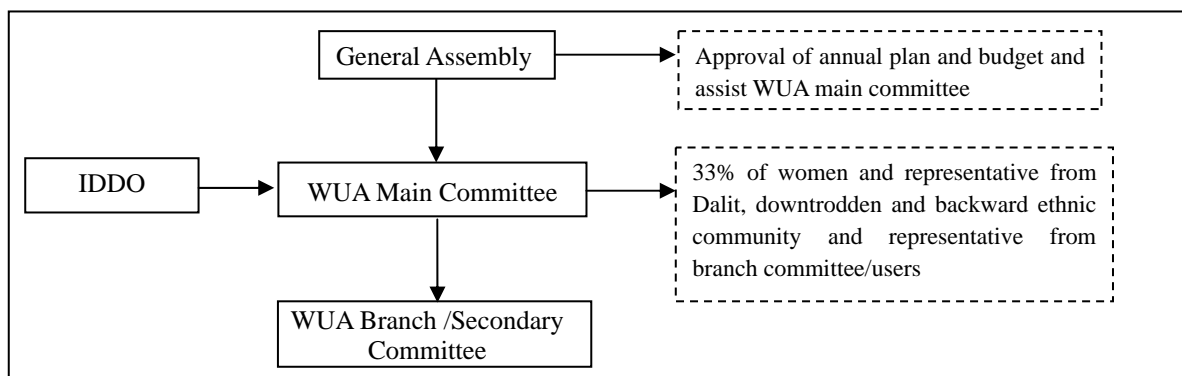 General Assembly
Approval of annual plan and budget and
assist WUA main committee
IDDO
WUA Main Committee
33% of women and representative from
Dalit, downtrodden and backward ethnic
community and representative from
branch committee/users
WUA Branch /Secondary
Committee